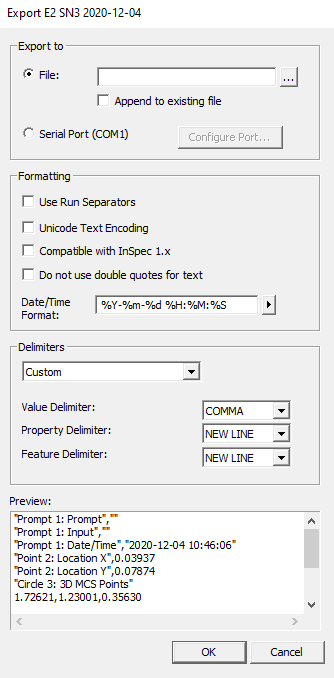 Export E2 SN3 2020-12-04
Export to
File:
...
Append to existing file
Serial Port (COM1)
Configure Port...
Formatting
Use Run Separators
Unicode Text Encoding
Compatible with InSpec 1.x
Do not use double quotes for text
Date/Time
Format:
%Y-%m-%d %H:%M:%S
Delimiters
Custom
Value Delimiter: COMMA
Property Delimiter: NEW LINE
Feature Delimiter: NEW LINE
Preview:
"Prompt 1: Prompt",""
"Prompt 1: Input",""
"Prompt 1: Date/Time","2020-12-04 10:46:06"
"Point 2: Location X",0.03937
"Point 2: Location Y",0.07874
"Circle 3: 3D MCS Points"
1.72621,1.23001,0.35630
OK Cancel